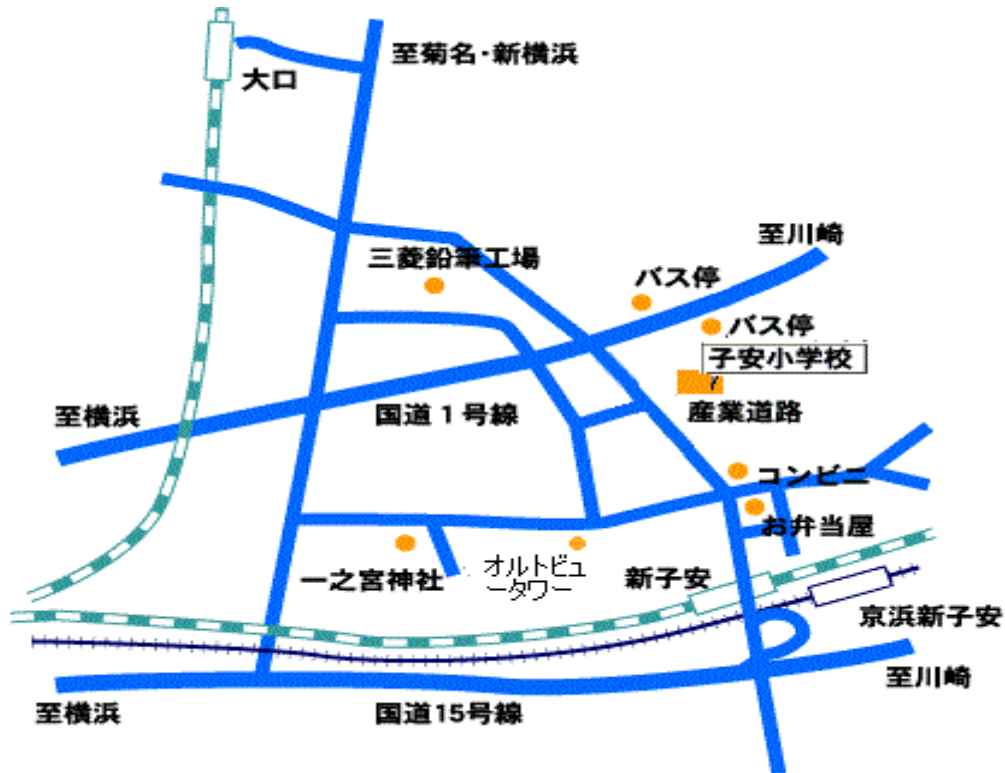 至菊名・新横浜
大口
至川崎
三菱鉛筆工場
バス停
バス停
子安小学校
至横浜
国道１号線
産業道路
コンビニ
お弁当屋
一之宮神社
オルトビュ
ータワー
新子安
京浜新子安
至川崎
至横浜
国道15号線